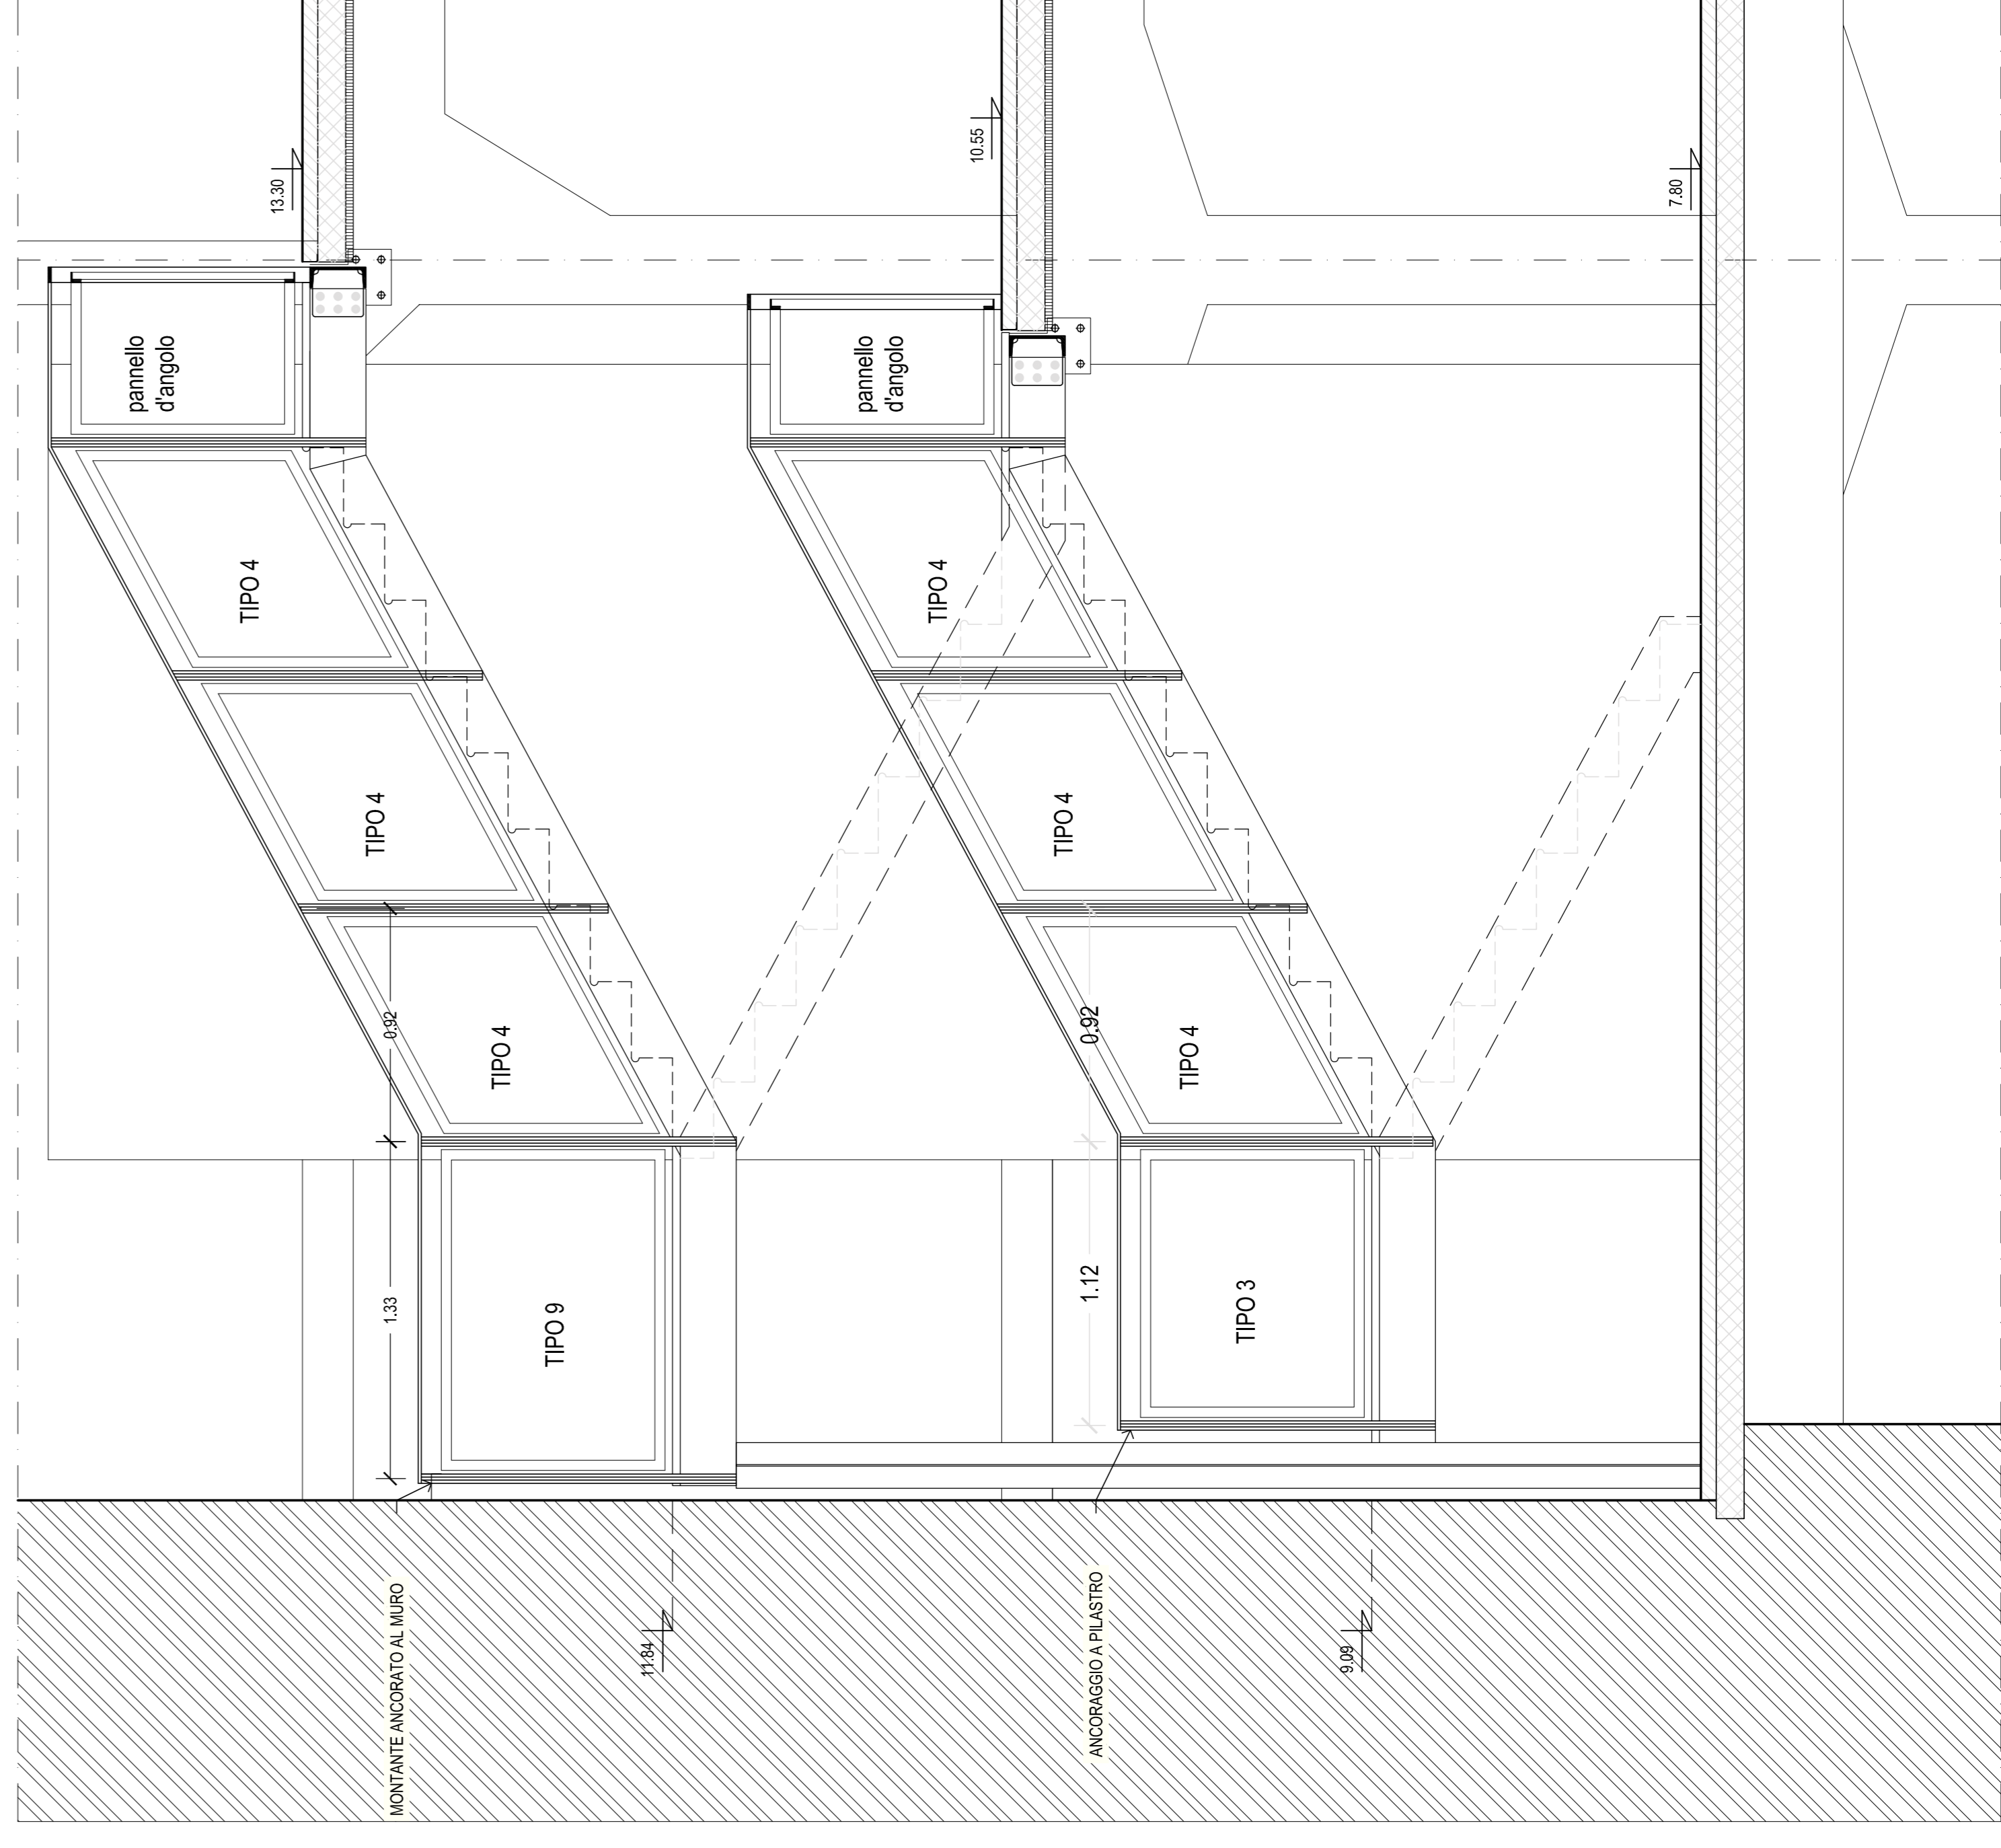 MONTANTE ANCORATO AL MURO
11.84
1.33
0.92
TIPO 9
TIPO 4
TIPO 4
TIPO 4
pannello
d'angolo
13.30
ANCORAGGIO A PILASTRO
9.09
1.12
0.92
TIPO 3
TIPO 4
TIPO 4
TIPO 4
pannello
d'angolo
10.55
7.80